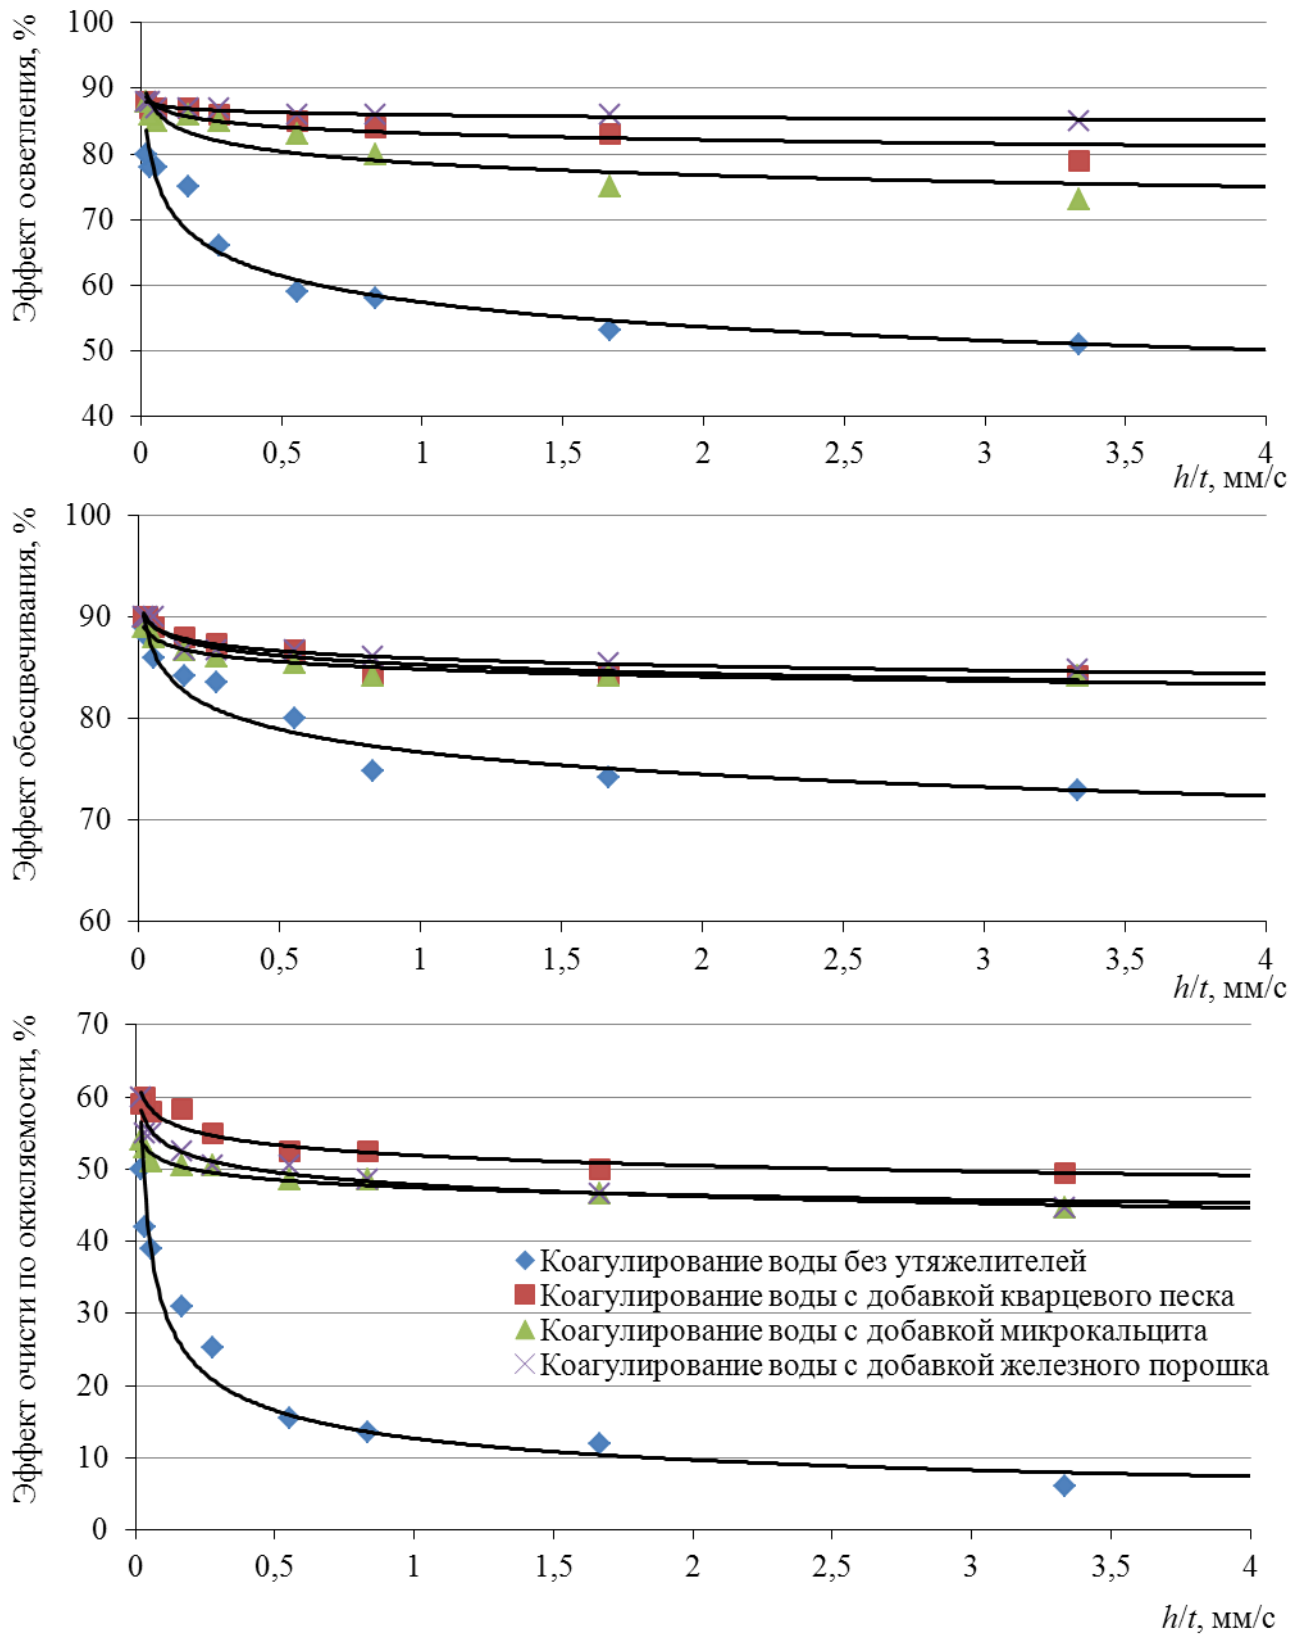 Эффект осветления, %
100
90
80
70
60
50
40
0 0,5 1 1,5 2 2,5 3 3,5 4
h/t, мм/с
Эффект обесцвечивания, %
100
90
80
70
60
0 0,5 1 1,5 2 2,5 3 3,5 4
h/t, мм/с
Эффект очисти по окисляемости, %
70
60
50
40
30
20
10
0
Коагулирование воды без утяжелителей
Коагулирование воды с добавкой кварцевого песка
Коагулирование воды с добавкой микрокальцита
Коагулирование воды с добавкой железного порошка
0 0,5 1 1,5 2 2,5 3 3,5 4
h/t, мм/с